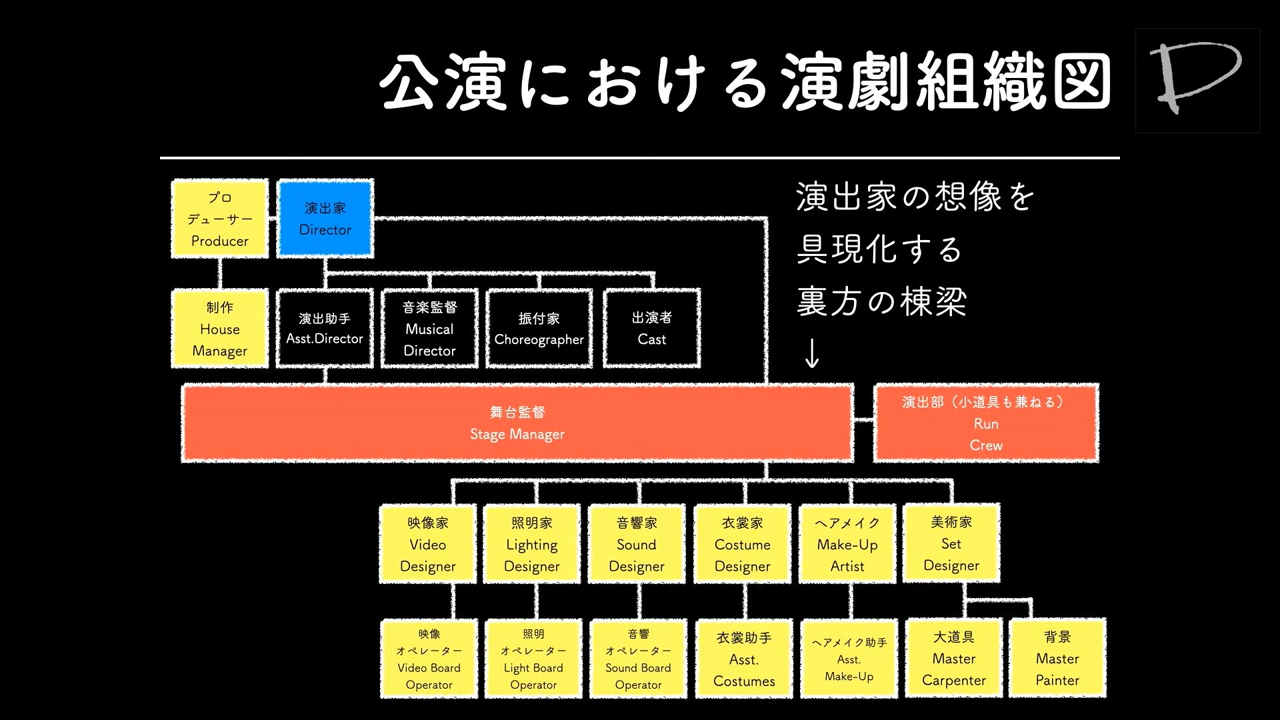 公演における演劇組織図
プロ
デューサー
Producer
演出家
Director
演出家の想像を
具現化する
裏方の棟梁
↓
制作
House
Manager
演出助手
Asst.Director
音楽監督
Musical
Director
振付家
Choreographer
出演者
Cast
舞台監督
Stage Manager
演出部（小道具も兼ねる）
Run
Crew
映像家
Video
Designer
照明家
Lighting
Designer
音響家
Sound
Designer
衣裳家
Costume
Designer
ヘアメイク
Make-Up
Artist
美術家
Set
Designer
映像
オペレーター
Video Board
Operator
照明
オペレーター
Light Board
Operator
音響
オペレーター
Sound Board
Operator
衣裳助手
Asst.
Costumes
ヘアメイク助手
Asst.
Make-Up
大道具
Master
Carpenter
背景
Master
Painter